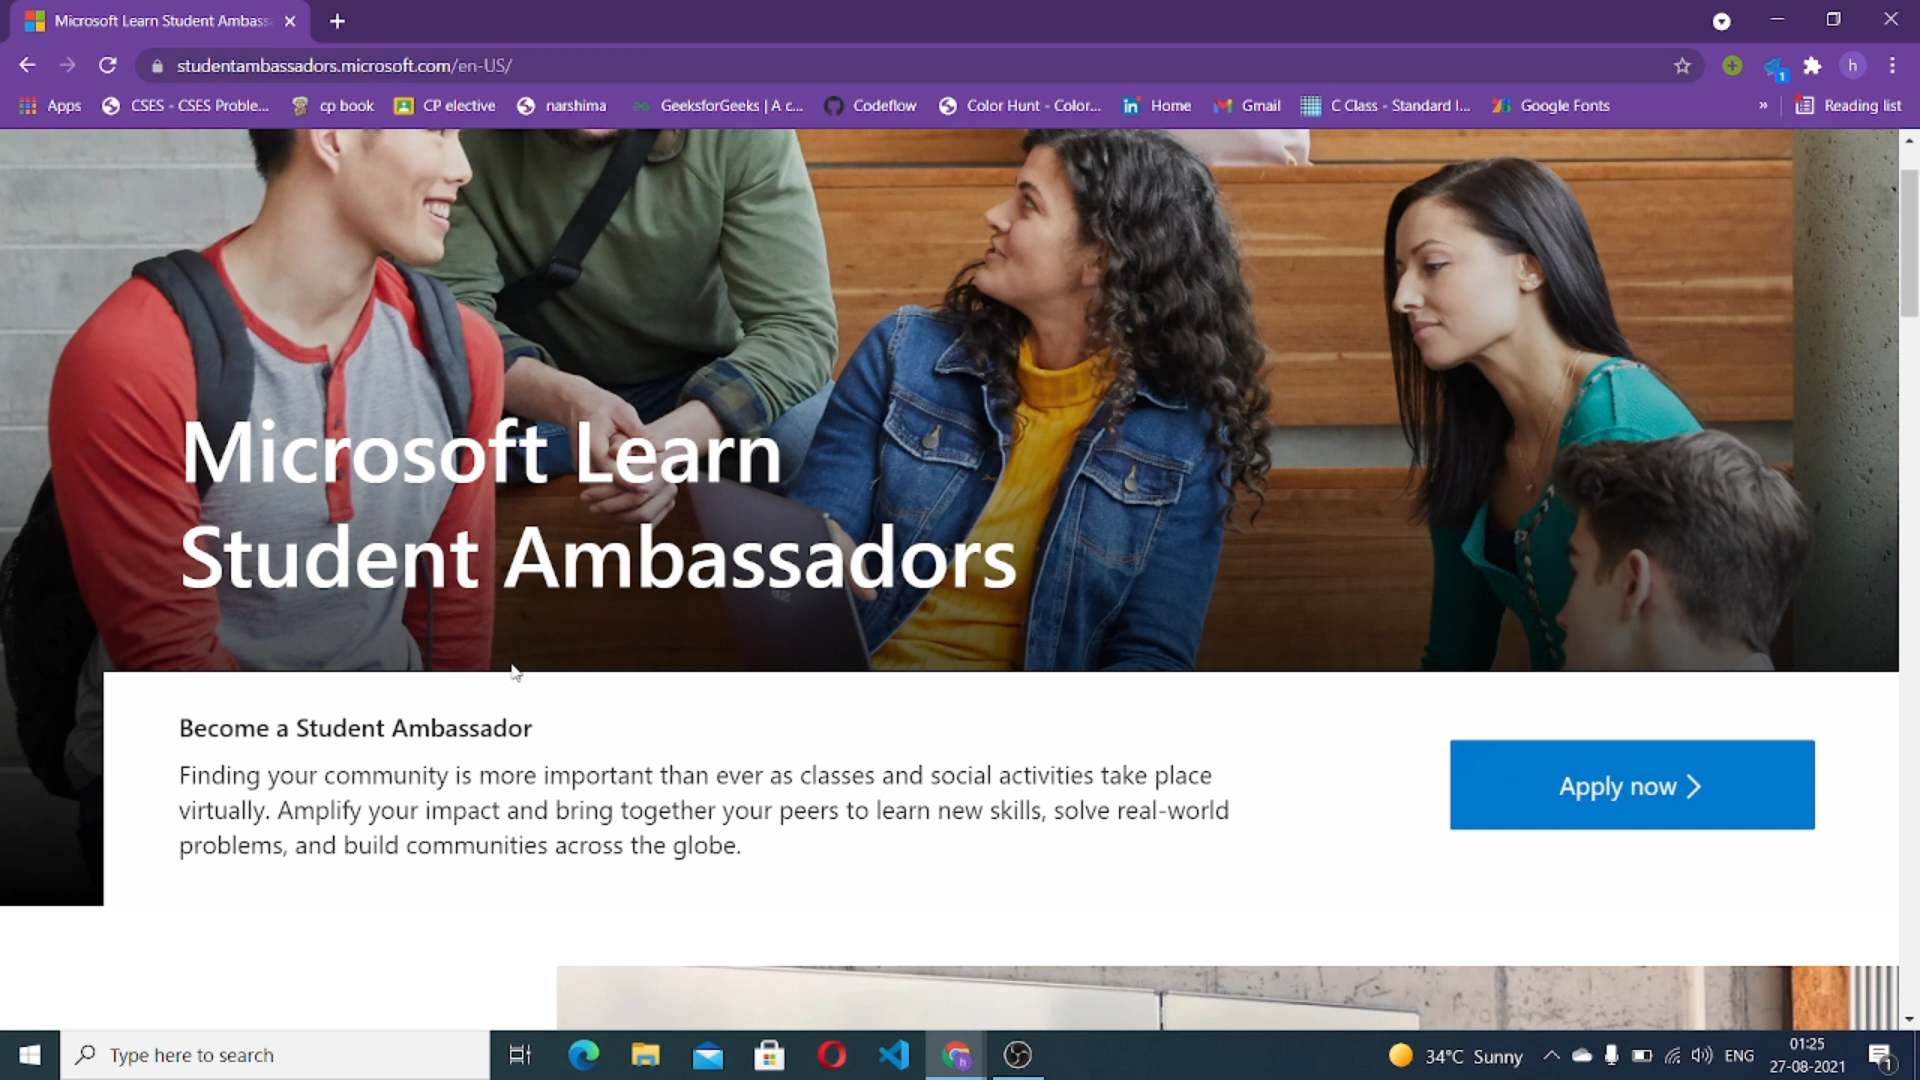 Microsoft Learn Student Ambass
studentambassadors.microsoft.com/en-US/
h
1
Apps CSES - CSES Proble... cp book CP elective narshima GeeksforGeeks | A c... Codeflow Color Hunt - Color... Home Gmail C Class - Standard I... Google Fonts » Reading list
Microsoft Learn
Student Ambassadors
Become a Student Ambassador
Finding your community is more important than ever as classes and social activities take place
virtually. Amplify your impact and bring together your peers to learn new skills, solve real-world
problems, and build communities across the globe.
Apply now
Type here to search
34°C Sunny
ENG
01:25
27-08-2021
1